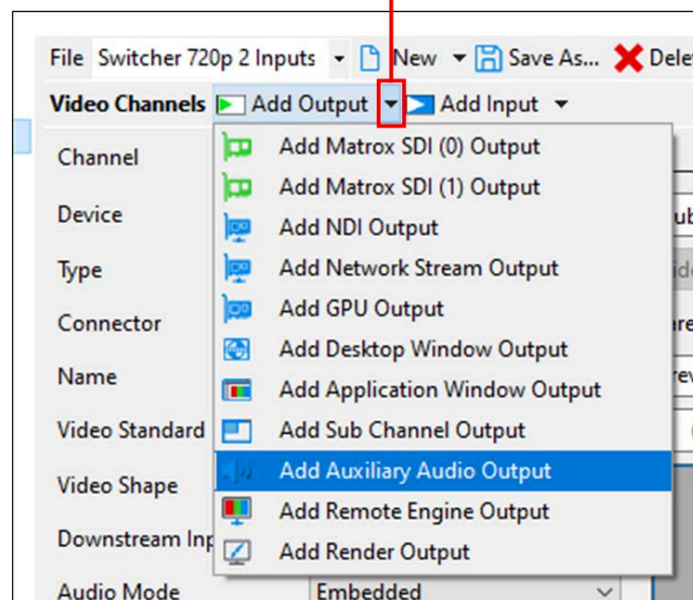 File Switcher 720p 2 Inputs New Save As... Dele
Video Channels Add Output Add Input
Channel
Add Matrox SDI (0) Output
Add Matrox SDI (1) Output
Device
Add NDI Output
Type
Add Network Stream Output
Add GPU Output
Connector
Add Desktop Window Output
Name
Add Application Window Output
Video Standard
Add Sub Channel Output
Add Auxiliary Audio Output
Video Shape
Add Remote Engine Output
Downstream Inp
Add Render Output
Audio Mode Embedded